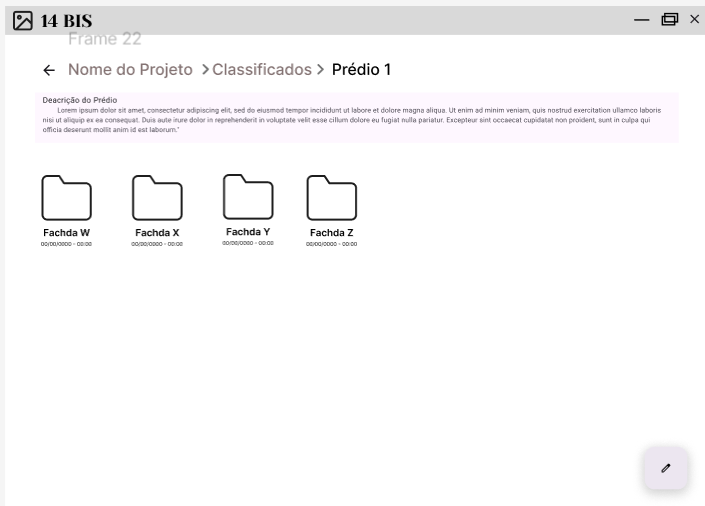 14 BIS
Frame 22
Nome do Projeto > Classificados > Prédio 1
Deacrição do Prédio
Lorem ipsum dolor sit amet, consectetur adipiscing elit, sed do eiusmod tempor incididunt ut labore et dolore magna aliqua. Ut enim ad minim veniam, quis nostrud exercitation ullamco laboris
nisi ut aliquip ex ea consequat. Duis aute irure dolor in reprehenderit in voluptate velit esse cillum dolore eu fugiat nulla pariatur. Excepteur sint occaecat cupidatat non proident, sunt in culpa qui
officia deserunt mollit anim id est laborum."
Fachda W Fachda X Fachda Y Fachda Z
00/00/0000 - 00:00 00/00/0000 - 00:00 00/00/0000 - 00:00 00/00/0000 - 00:00